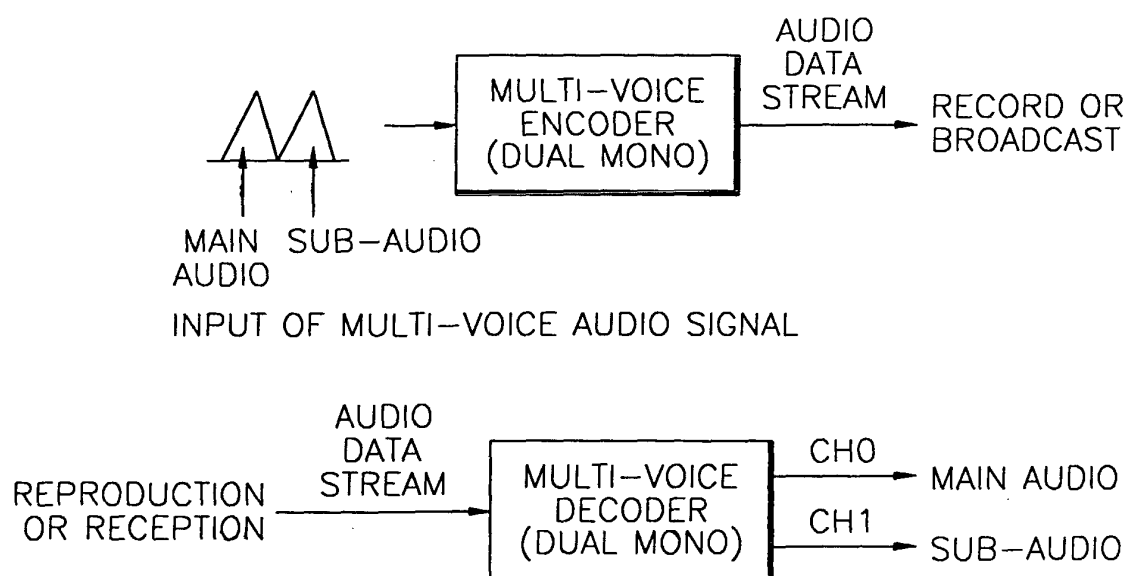 AUDIO
DATA
STREAM
MULTI-VOICE
ENCODER
(DUAL MONO)
RECORD OR
BROADCAST
MAIN
AUDIO
SUB-AUDIO
INPUT OF MULTI-VOICE AUDIO SIGNAL
REPRODUCTION
OR RECEPTION
AUDIO
DATA
STREAM
MULTI-VOICE
DECODER
(DUAL MONO)
CH0
MAIN AUDIO
CH1
SUB-AUDIO